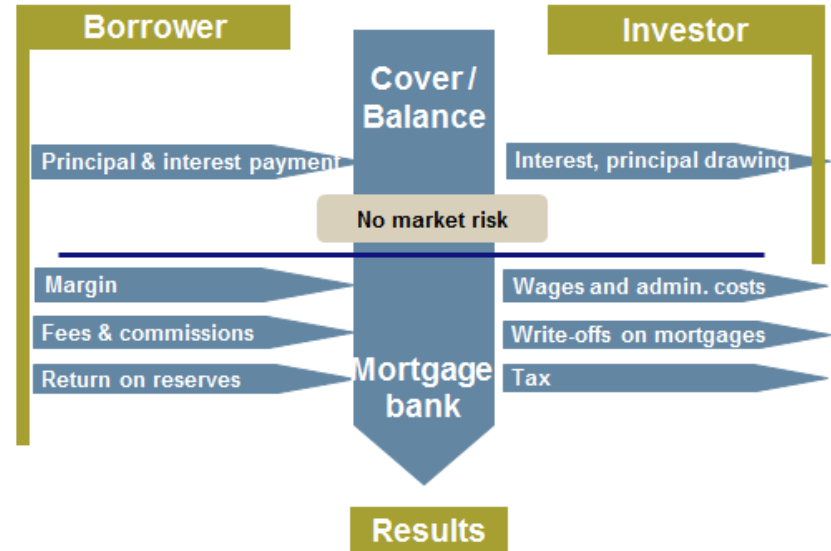 Borrower
Investor
Cover /
Balance
Principal & interest payment
Interest, principal drawing
No market risk
Margin
Wages and admin. costs
Fees & commissions
Write-offs on mortgages
Return on reserves
Mortgage
bank
Tax
Results